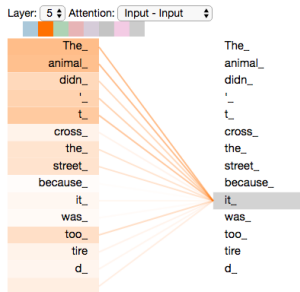 Layer: 5 Attention: Input - Input
The_ The_
animal_ animal_
didn_ didn_
'_ '_
t_ t_
cross_ cross_
the_ the_
street_ street_
because_ because_
it_ it_
was_ was_
too_ too_
tire tire
d_ d_